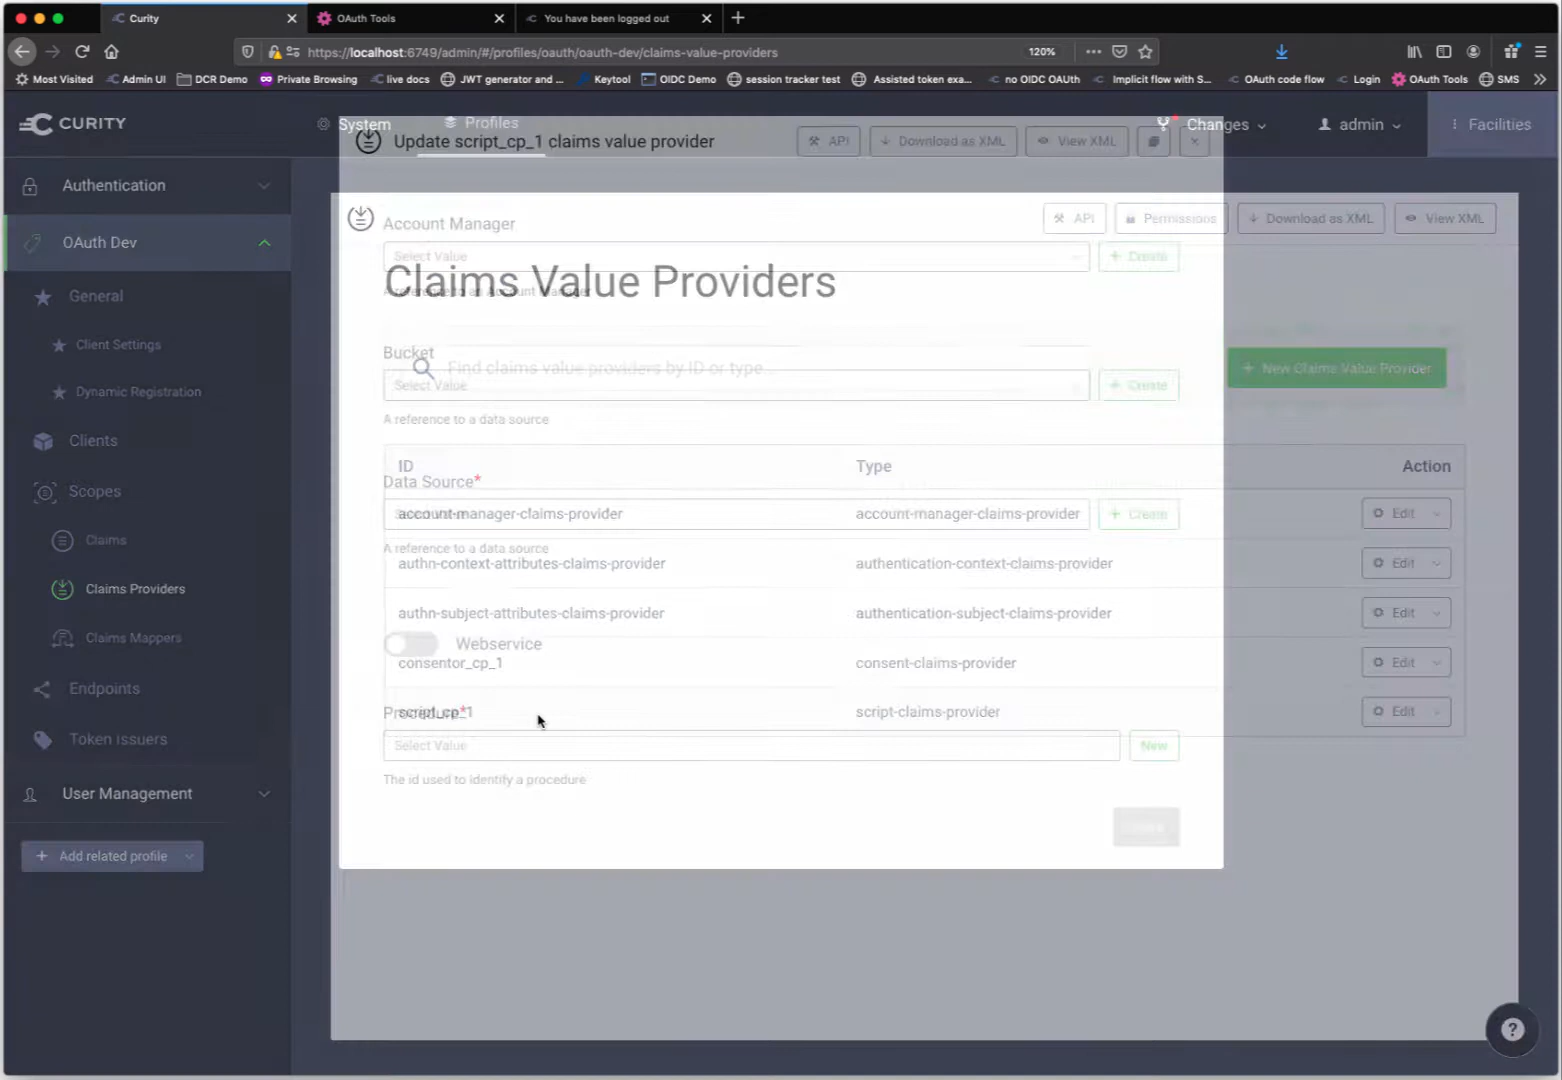 Curity
OAuth Tools
You have been logged out
https://localhost:6749/admin/#/profiles/oauth/oauth-dev/claims-value-providers
120%
Most Visited
Admin UI
DCR Demo
Private Browsing
live docs
JWT generator and ...
Keytool
OIDC Demo
session tracker test
Assisted token exa...
no OIDC OAuth
Implicit flow with S...
OAuth code flow
Login
OAuth Tools
SMS
CURITY
System
Profiles
Changes
admin
Facilities
Update script_cp_1 claims value provider
API
Download as XML
View XML
Authentication
OAuth Dev
General
Client Settings
Dynamic Registration
Clients
Scopes
Claims
Claims Providers
Claims Mappers
Endpoints
Token issuers
User Management
+ Add related profile
Account Manager
API
Permissions
Download as XML
View XML
Select Value
+ Create
Claims Value Providers
A reference to an Account Manager
Bucket
Find claims value providers by ID or type...
+ New Claims Value Provider
Select Value
+ Create
A reference to a data source
ID
Type
Action
Data Source*
account-manager-claims-provider
account-manager-claims-provider
+ Create
Edit
A reference to a data source
authn-context-attributes-claims-provider
authentication-context-claims-provider
Edit
authn-subject-attributes-claims-provider
authentication-subject-claims-provider
Edit
Webservice
consentor_cp_1
consent-claims-provider
Edit
Procedure*
script_cp_1
script-claims-provider
Edit
Select Value
New
The id used to identify a procedure
?